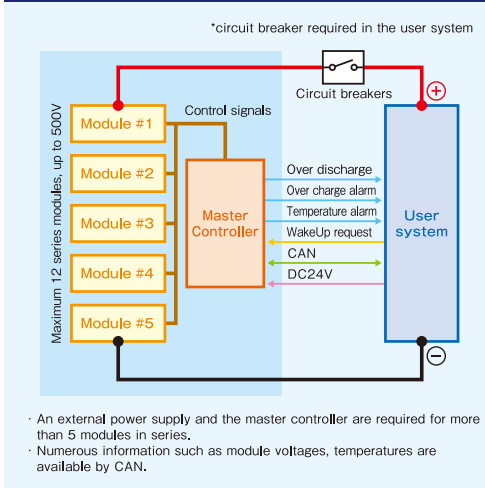 *circuit breaker required in the user system
Circuit breakers
Maximum 12 series modules, up to 500V
Module #1
Module #2
Module #3
Module #4
Module #5
Control signals
Master
Controller
Over discharge
Over charge alarm
Temperature alarm
WakeUp request
CAN
DC24V
+
User
system
−
· An external power supply and the master controller are required for more
than 5 modules in series.
· Numerous information such as module voltages, temperatures are
available by CAN.